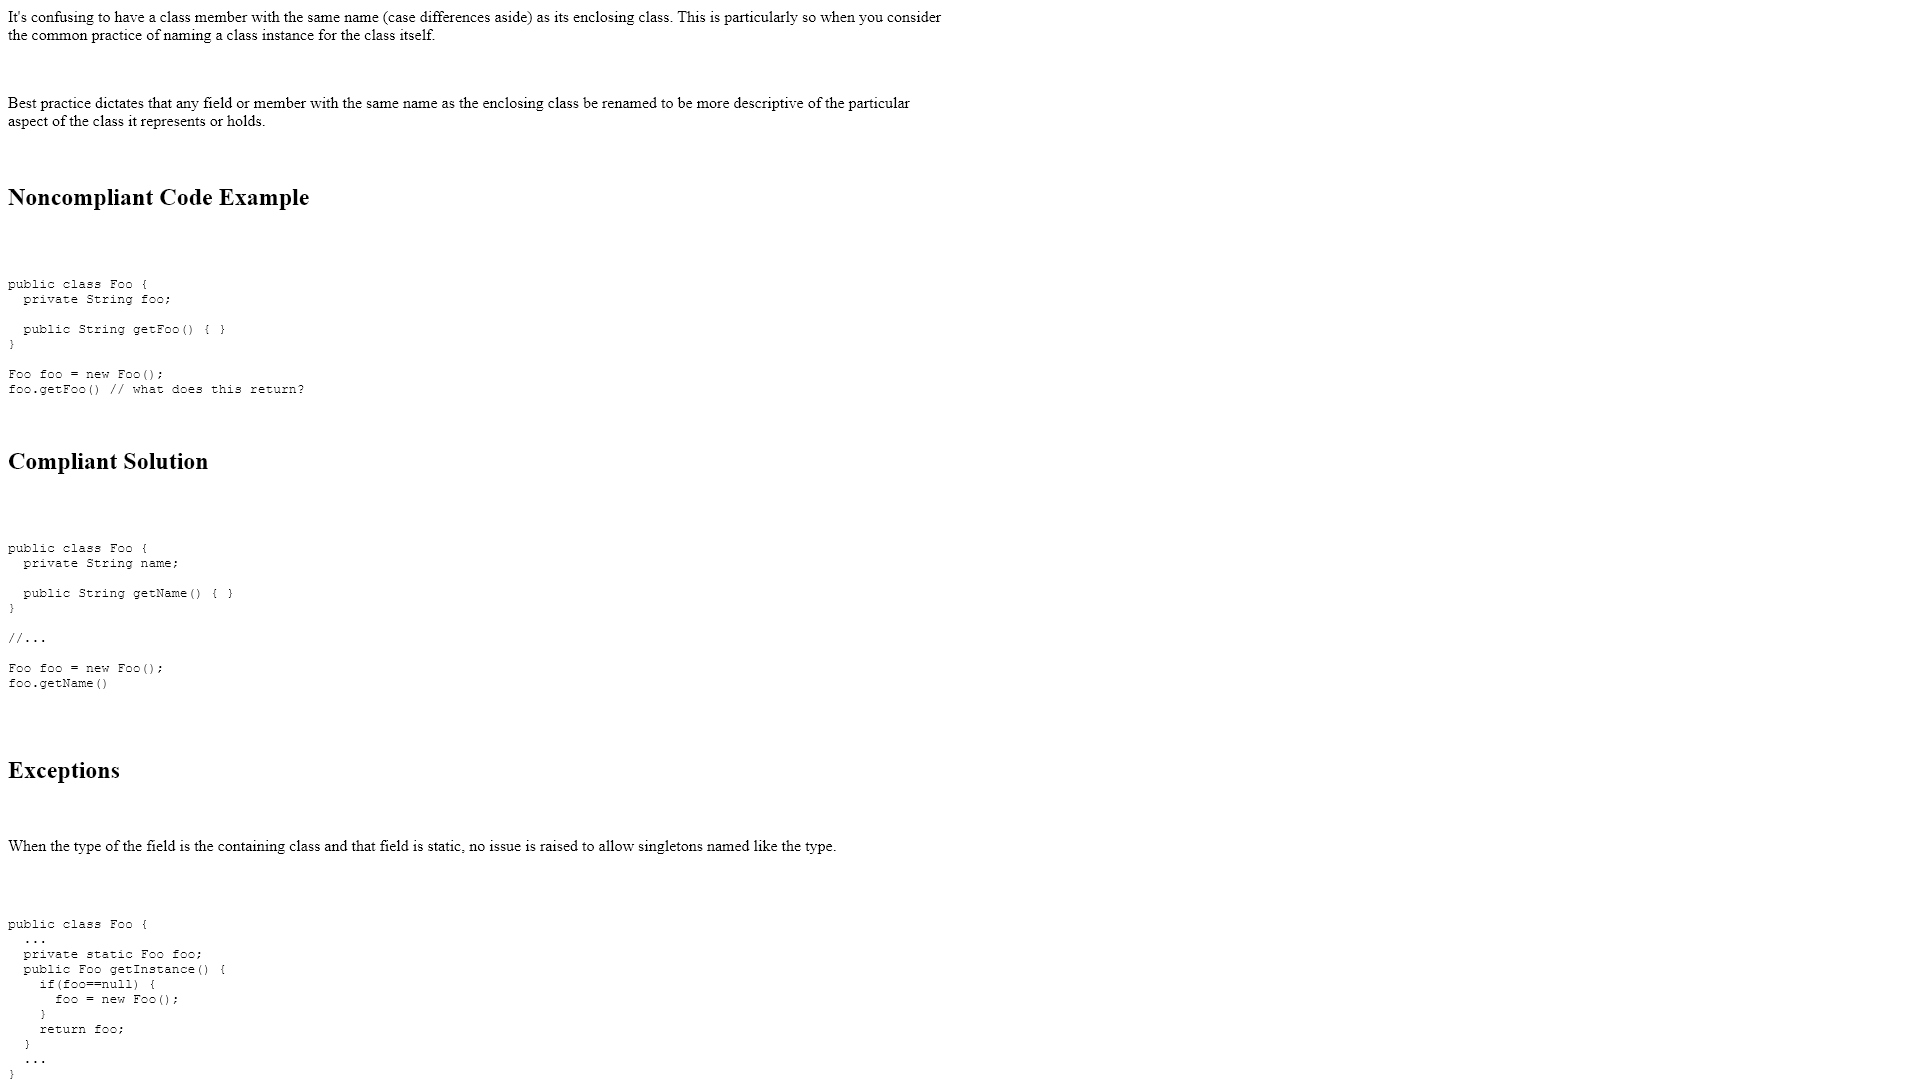 It's confusing to have a class member with the same name (case differences aside) as its enclosing class. This is particularly so when you consider
the common practice of naming a class instance for the class itself.
Best practice dictates that any field or member with the same name as the enclosing class be renamed to be more descriptive of the particular
aspect of the class it represents or holds.
Noncompliant Code Example
public class Foo {
  private String foo;
  public String getFoo() { }
}
Foo foo = new Foo();
foo.getFoo() // what does this return?
Compliant Solution
public class Foo {
  private String name;
  public String getName() { }
}
//...
Foo foo = new Foo();
foo.getName()
Exceptions
When the type of the field is the containing class and that field is static, no issue is raised to allow singletons named like the type.
public class Foo {
  ...
  private static Foo foo;
  public Foo getInstance() {
    if(foo==null) {
      foo = new Foo();
    }
    return foo;
  }
  ...
}